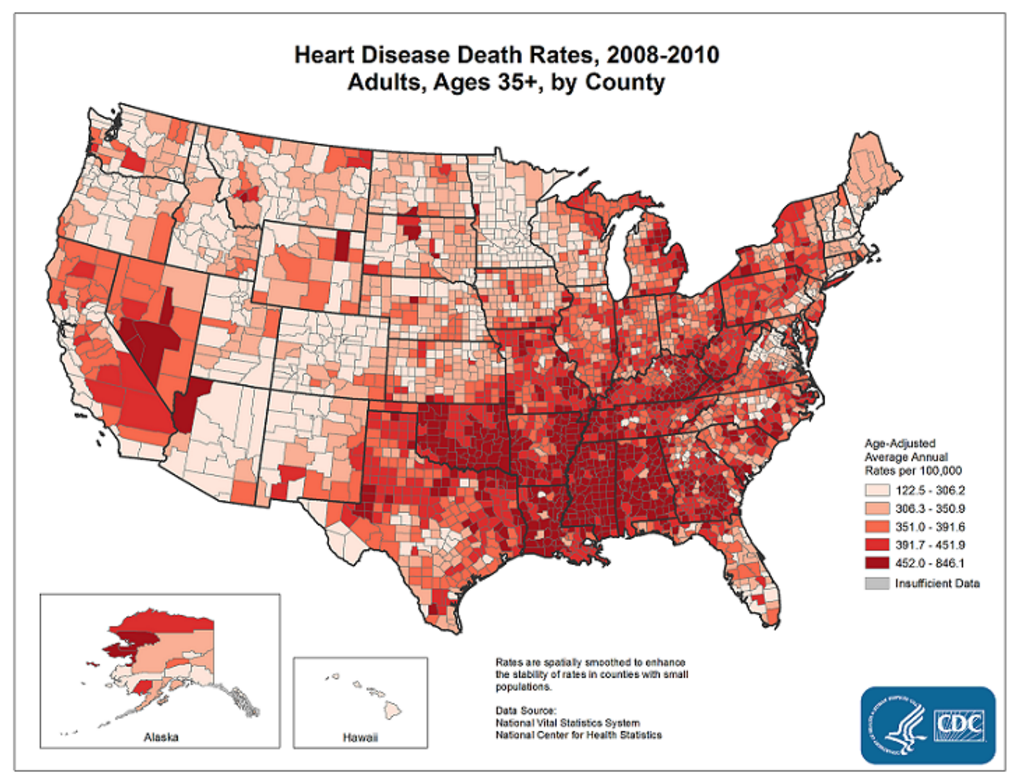 Heart Disease Death Rates, 2008-2010
Adults, Ages 35+, by County
Age-Adjusted
Average Annual
Rates per 100,000
122.5 - 306.2
306.3 - 350.9
351.0 - 391.6
391.7 - 451.9
452.0 - 846.1
Insufficient Data
Alaska
Hawaii
Rates are spatially smoothed to enhance
the stability of rates in counties with small
populations.
Data Source:
National Vital Statistics System
National Center for Health Statistics
CDC